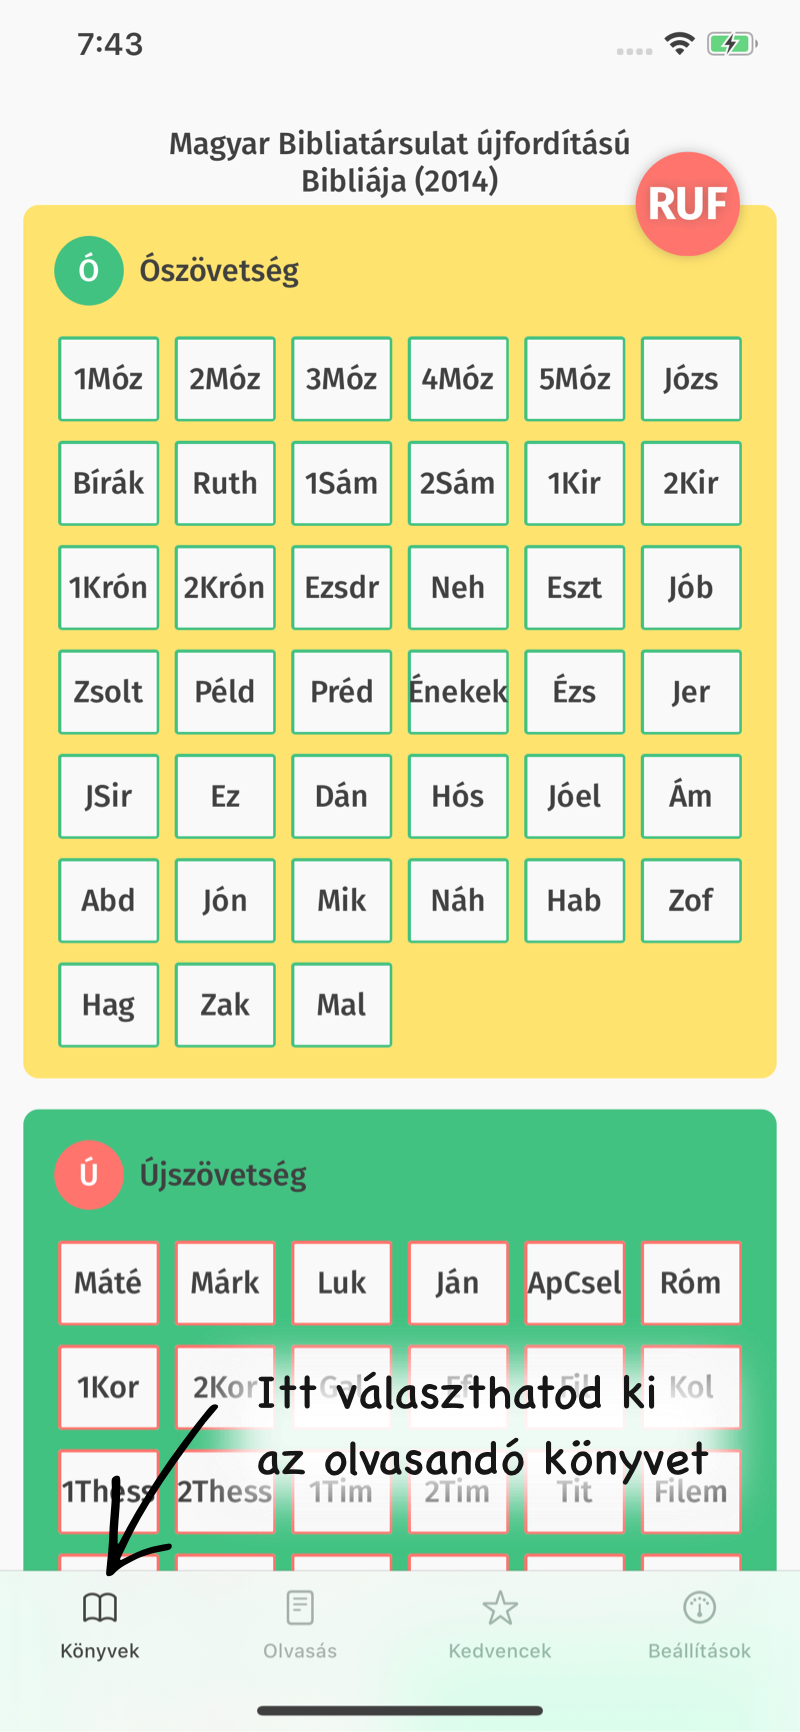 7:43
Magyar Bibliatársulat újfordítású
Bibliája (2014)
RUF
Ó Ószövetség
1Móz 2Móz 3Móz 4Móz 5Móz Józs
Bírák Ruth 1Sám 2Sám 1Kir 2Kir
1Krón 2Krón Ezsdr Neh Eszt Jób
Zsolt Péld Préd Énekek Ézs Jer
JSir Ez Dán Hós Jóel Ám
Abd Jón Mik Náh Hab Zof
Hag Zak Mal
Ú Újszövetség
Máté Márk Luk Ján ApCsel Róm
1Kor 2Kor Gal Ef Fil Kol
Itt választhatod ki
az olvasandó könyvet
1Thess 2Thess 1Tim 2Tim Tit Filem
Könyvek Olvasás Kedvencek Beállítások